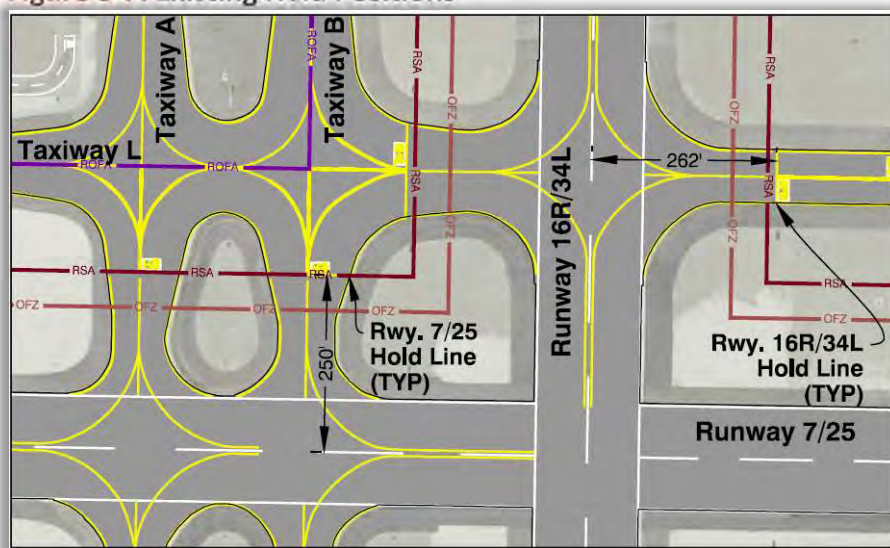 Taxiway A
Taxiway B
ROFA
ROFA
RSA
OFZ
OFZ
RSA
Taxiway L
ROFA
ROFA
262'
RSA
RSA
Runway 16R/34L
RSA
RSA
RSA
RSA
OFZ
OFZ
OFZ
OFZ
OFZ
250'
Rwy. 7/25
Hold Line
(TYP)
Rwy. 16R/34L
Hold Line
(TYP)
Runway 7/25